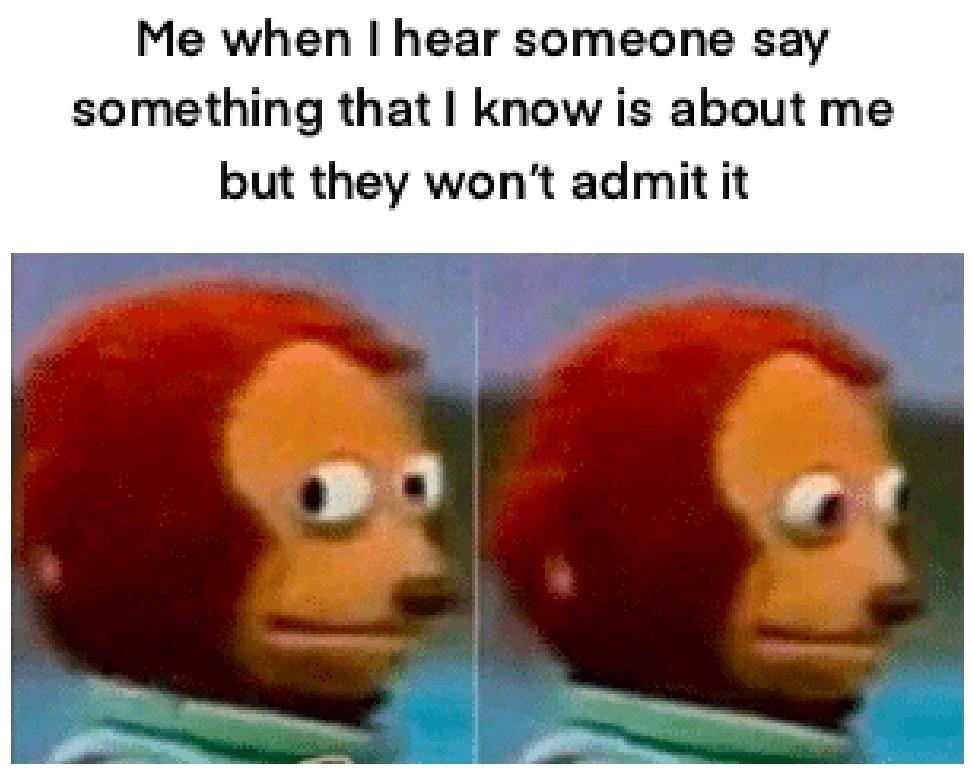 Me when I hear someone say
something that I know is about me
but they won’t admit it